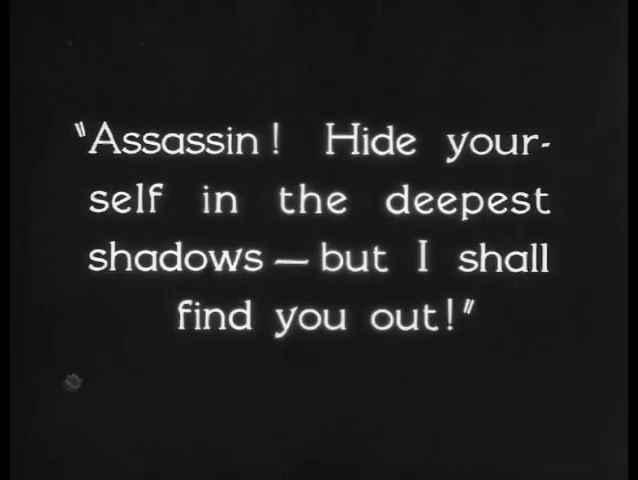 "Assassin! Hide your-
self in the deepest
shadows — but I shall
find you out!"